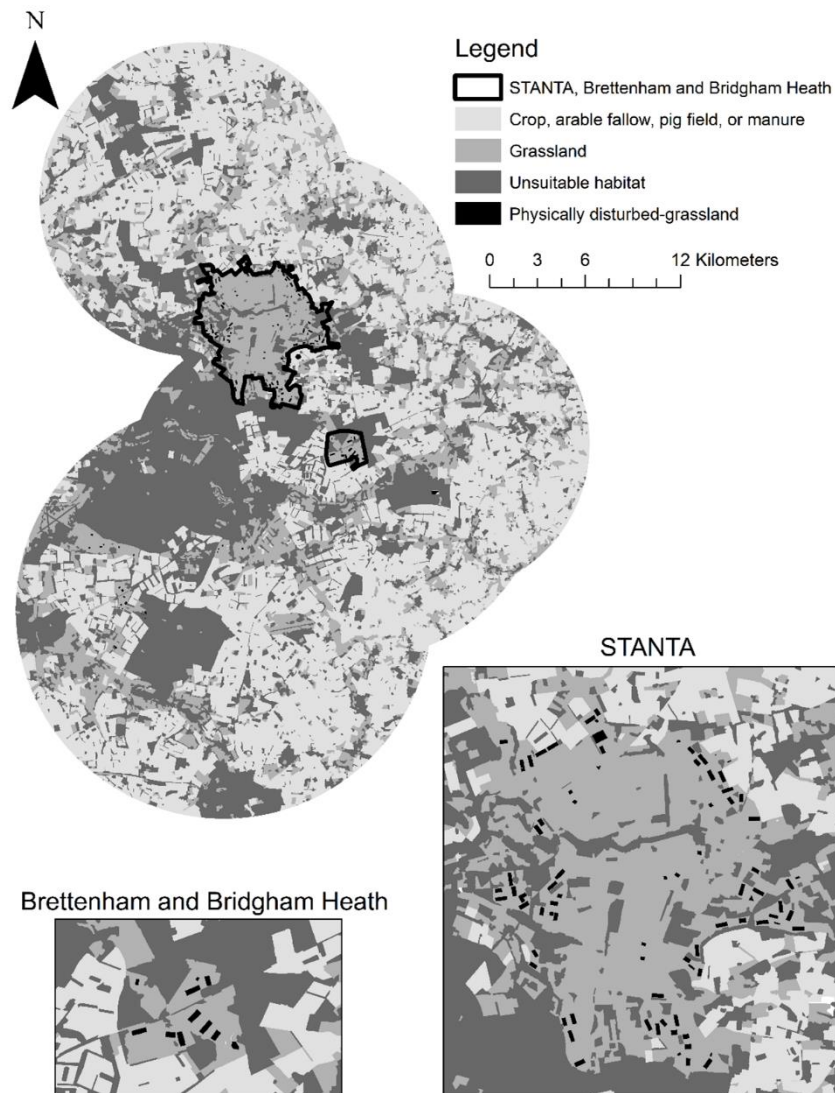 N
Legend
STANTA, Brettenham and Bridgham Heath
Crop, arable fallow, pig field, or manure
Grassland
Unsuitable habitat
Physically disturbed-grassland
0 3 6 12 Kilometers
STANTA
Brettenham and Bridgham Heath